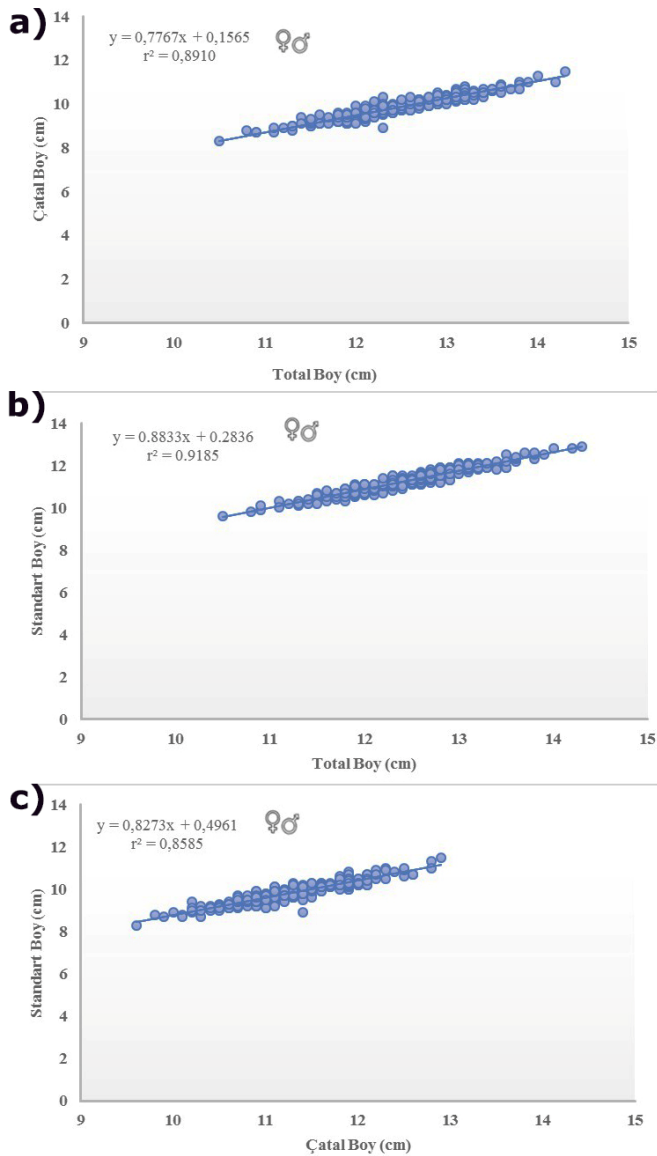 a)
y = 0,7767x + 0,1565
r² = 0,8910
Çatal Boy (cm)
14
12
10
8
6
4
2
0
9 10 11 12 13 14 15
Total Boy (cm)
b)
y = 0.8833x + 0.2836
r² = 0.9185
Standart Boy (cm)
14
12
10
8
6
4
2
0
9 10 11 12 13 14 15
Total Boy (cm)
c)
y = 0,8273x + 0,4961
r² = 0,8585
Standart Boy (cm)
14
12
10
8
6
4
2
0
9 10 11 12 13 14 15
Çatal Boy (cm)